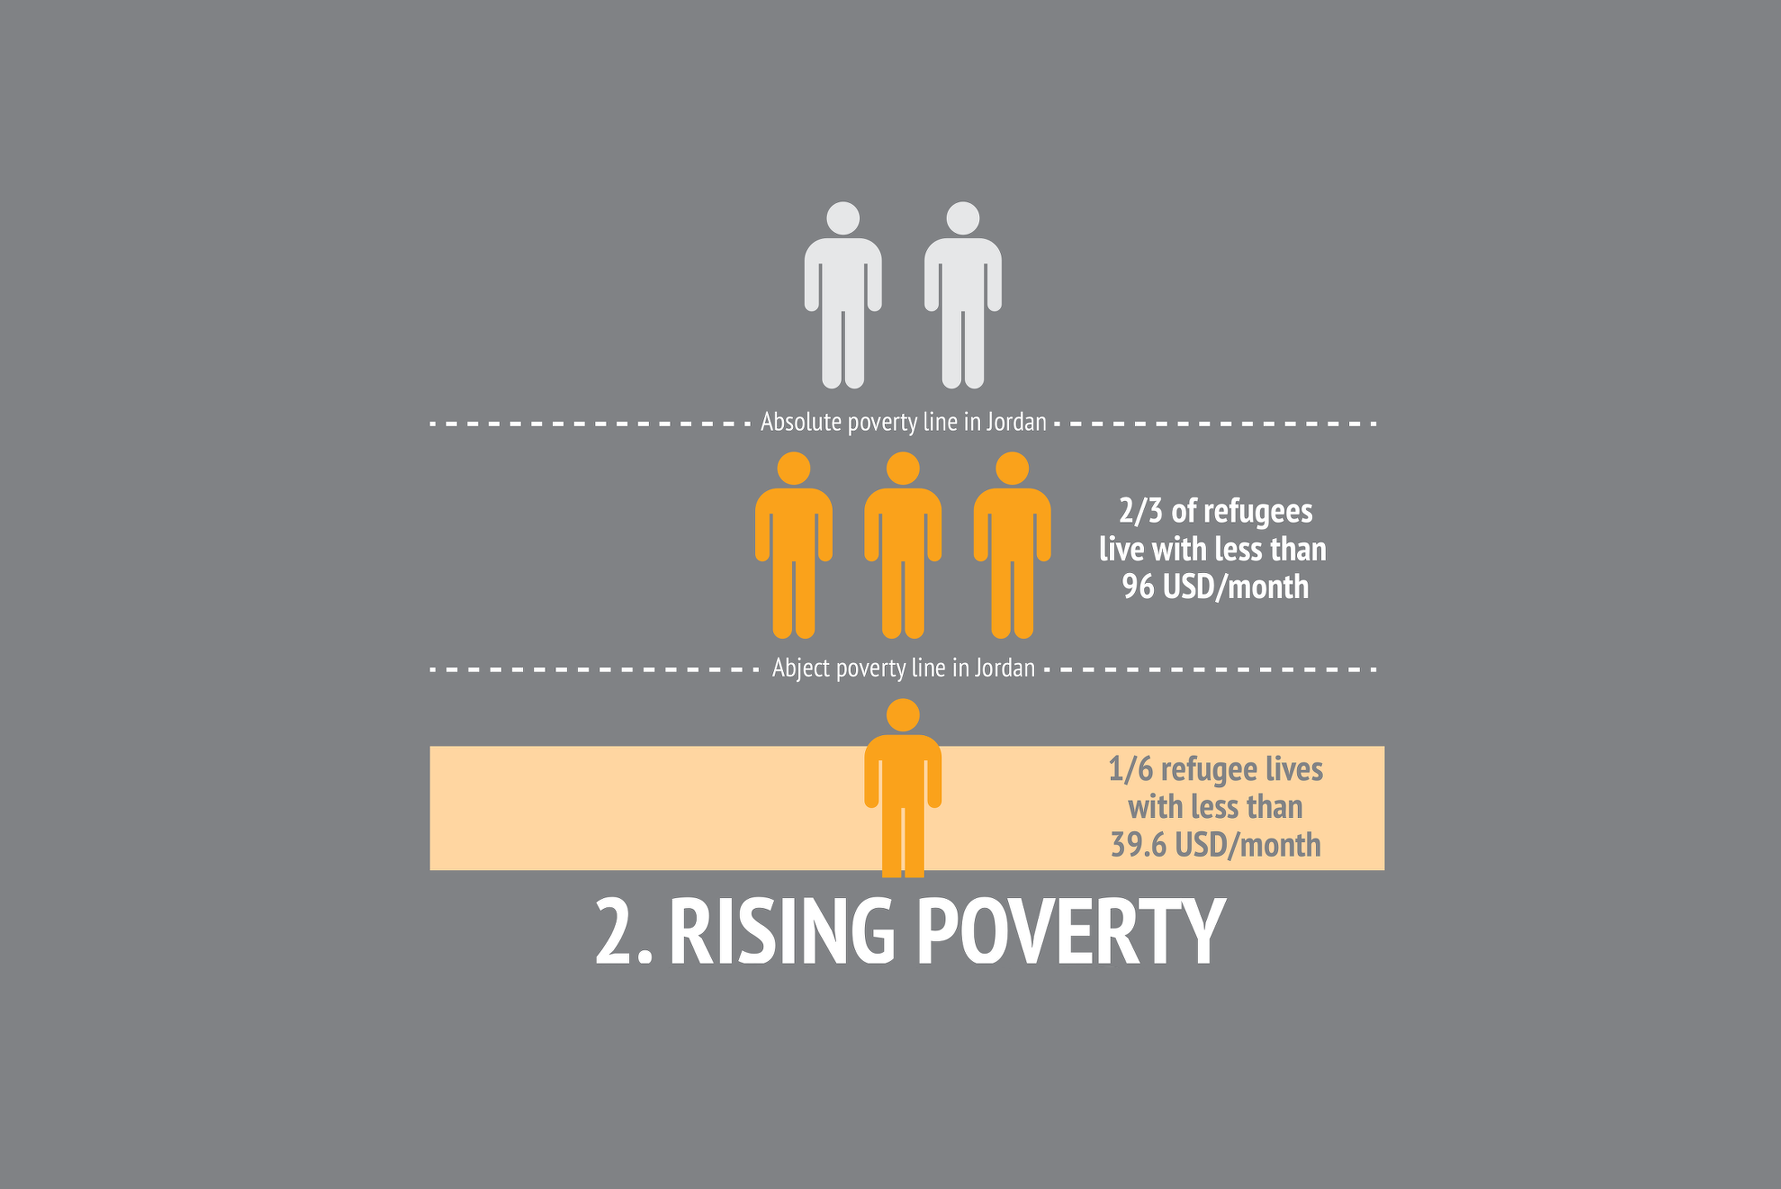 Absolute poverty line in Jordan
2/3 of refugees
live with less than
96 USD/month
Abject poverty line in Jordan
1/6 refugee lives
with less than
39.6 USD/month
2. RISING POVERTY